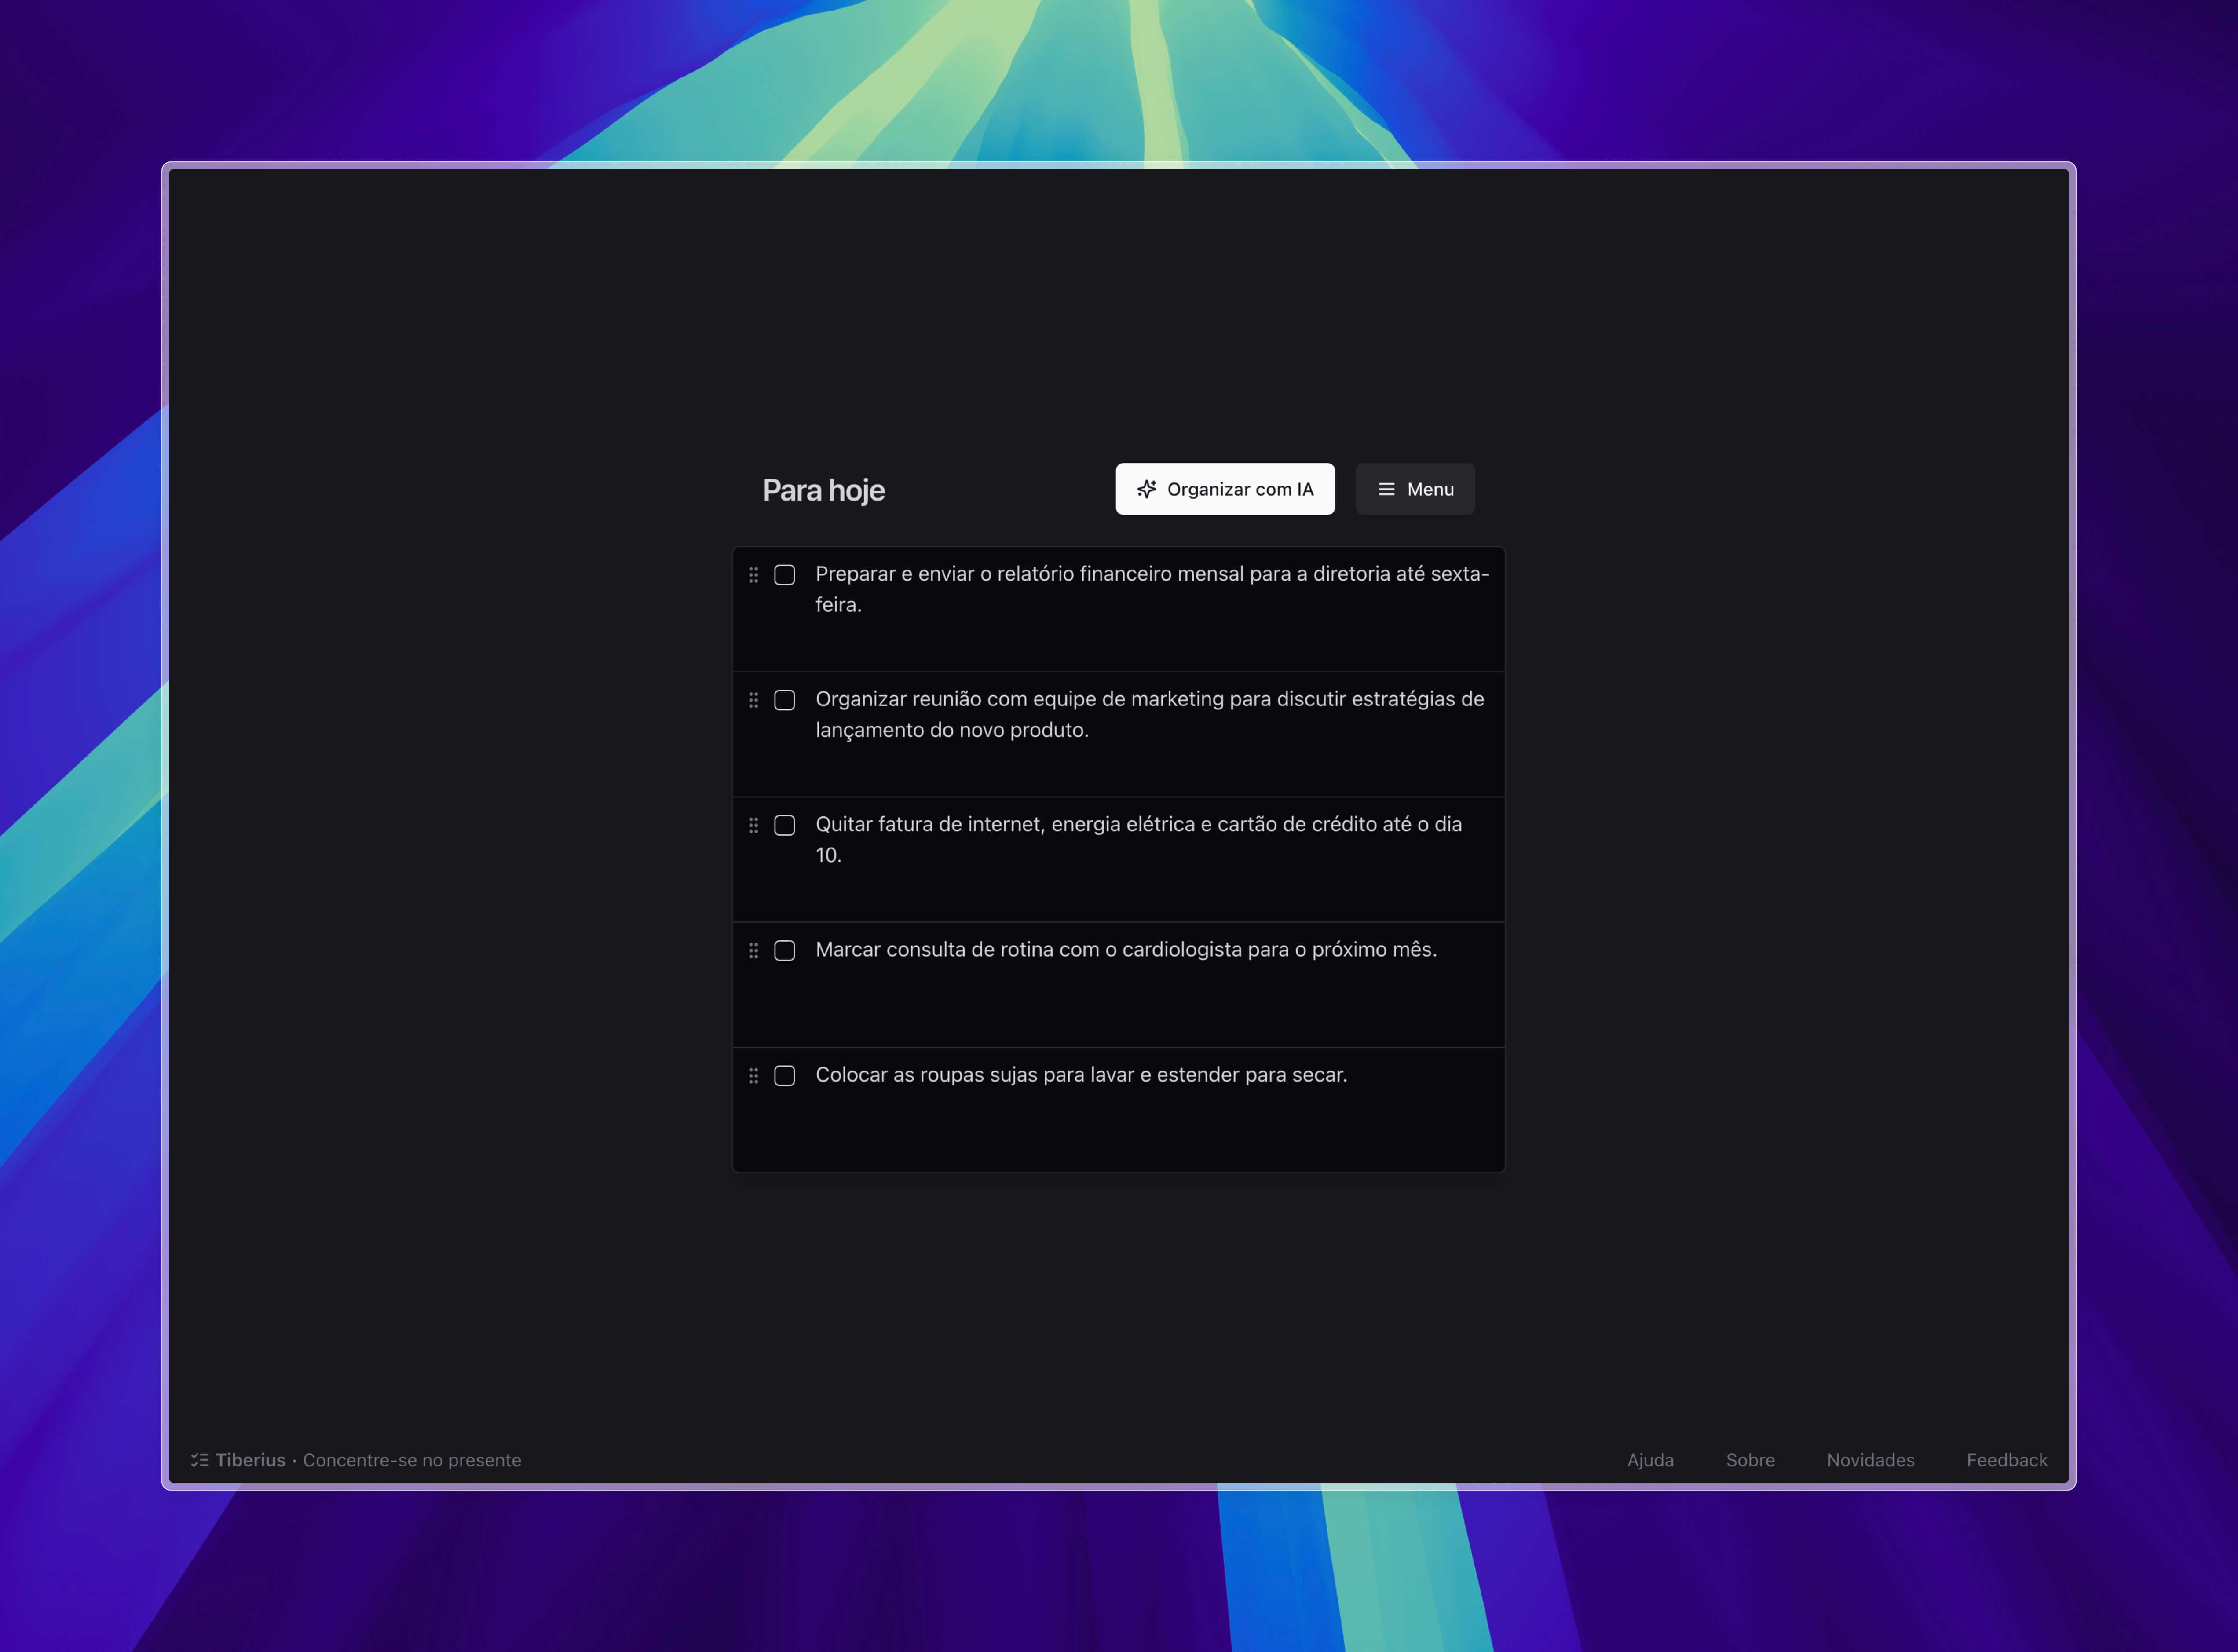 Para hoje
Organizar com IA
Menu
Preparar e enviar o relatório financeiro mensal para a diretoria até sexta-
feira.
Organizar reunião com equipe de marketing para discutir estratégias de
lançamento do novo produto.
Quitar fatura de internet, energia elétrica e cartão de crédito até o dia
10.
Marcar consulta de rotina com o cardiologista para o próximo mês.
Colocar as roupas sujas para lavar e estender para secar.
Tiberius • Concentre-se no presente
Ajuda
Sobre
Novidades
Feedback